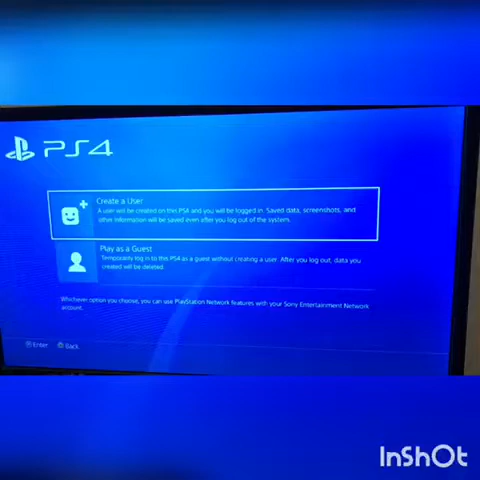 PS4
Create a User
A user will be created on this PS4 and you will be logged in. Saved data, screenshots, and
other information will be saved even after you log out of the system.
Play as a Guest
Temporarily log in to this PS4 as a guest without creating a user. After you log out, data you
created will be deleted.
Whichever option you choose, you can use PlayStation Network features with your Sony Entertainment Network
account.
Enter Back
InShOt